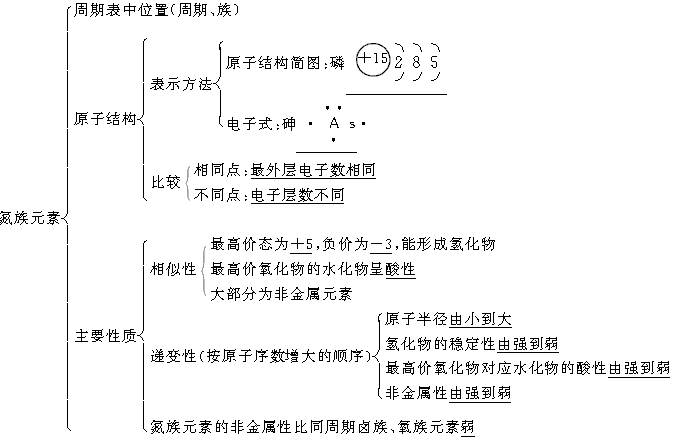 周期表中位置(周期、族)
原子结构简图:磷 +15 2 8 5
表示方法
原子结构
电子式:砷 ·As·
相同点:最外层电子数相同
比较
不同点:电子层数不同
氮族元素
最高价态为+5,负价为-3,能形成氢化物
相似性
最高价氧化物的水化物呈酸性
大部分为非金属元素
主要性质
原子半径由小到大
氢化物的稳定性由强到弱
递变性(按原子序数增大的顺序)
最高价氧化物对应水化物的酸性由强到弱
非金属性由强到弱
氮族元素的非金属性比同周期卤族、氧族元素弱